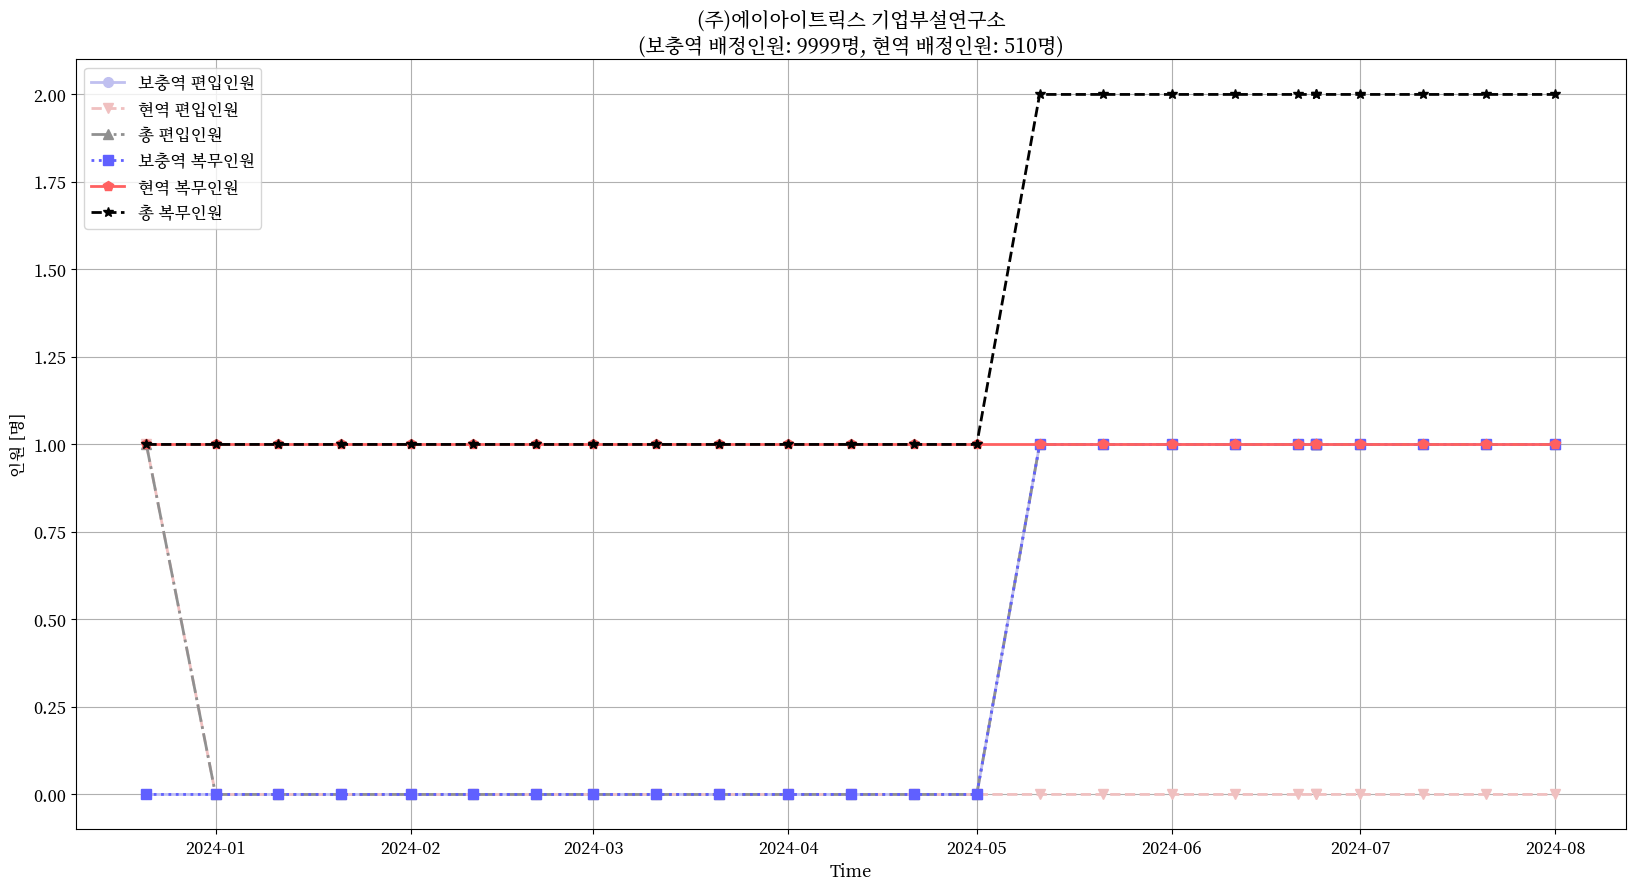 (주)에이아이트릭스 기업부설연구소
(보충역 배정인원: 9999명, 현역 배정인원: 510명)
보충역 편입인원
현역 편입인원
총 편입인원
보충역 복무인원
현역 복무인원
총 복무인원
2.00
1.75
1.50
1.25
1.00
0.75
0.50
0.25
0.00
인원 [명]
2024-01 2024-02 2024-03 2024-04 2024-05 2024-06 2024-07 2024-08
Time